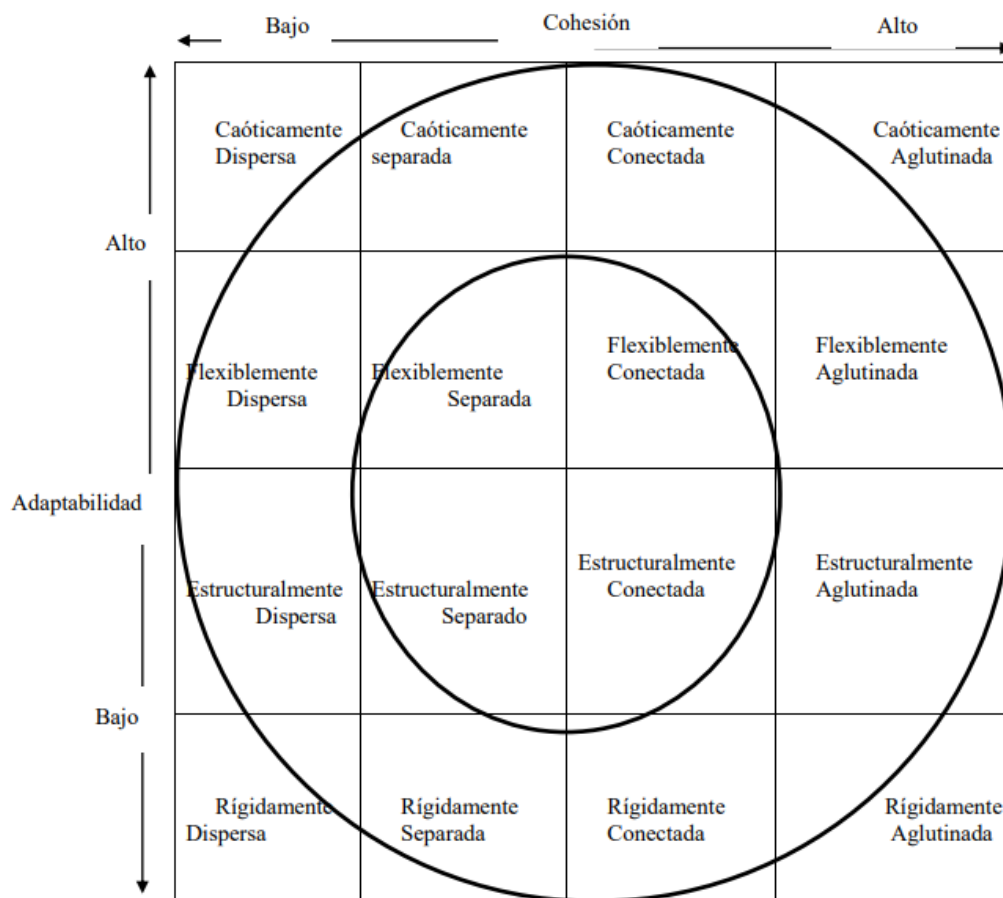 Bajo Cohesión Alto
Caóticamente Caóticamente Caóticamente Caóticamente
Dispersa separada Conectada Aglutinada
Alto
Flexiblemente Flexiblemente
Conectada Aglutinada
Flexiblemente Flexiblemente
Dispersa Separada
Adaptabilidad
Estructuralmente Estructuralmente
Conectada Aglutinada
Estructuralmente Estructuralmente
Dispersa Separado
Bajo
Rígidamente Rígidamente Rígidamente Rígidamente
Dispersa Separada Conectada Aglutinada